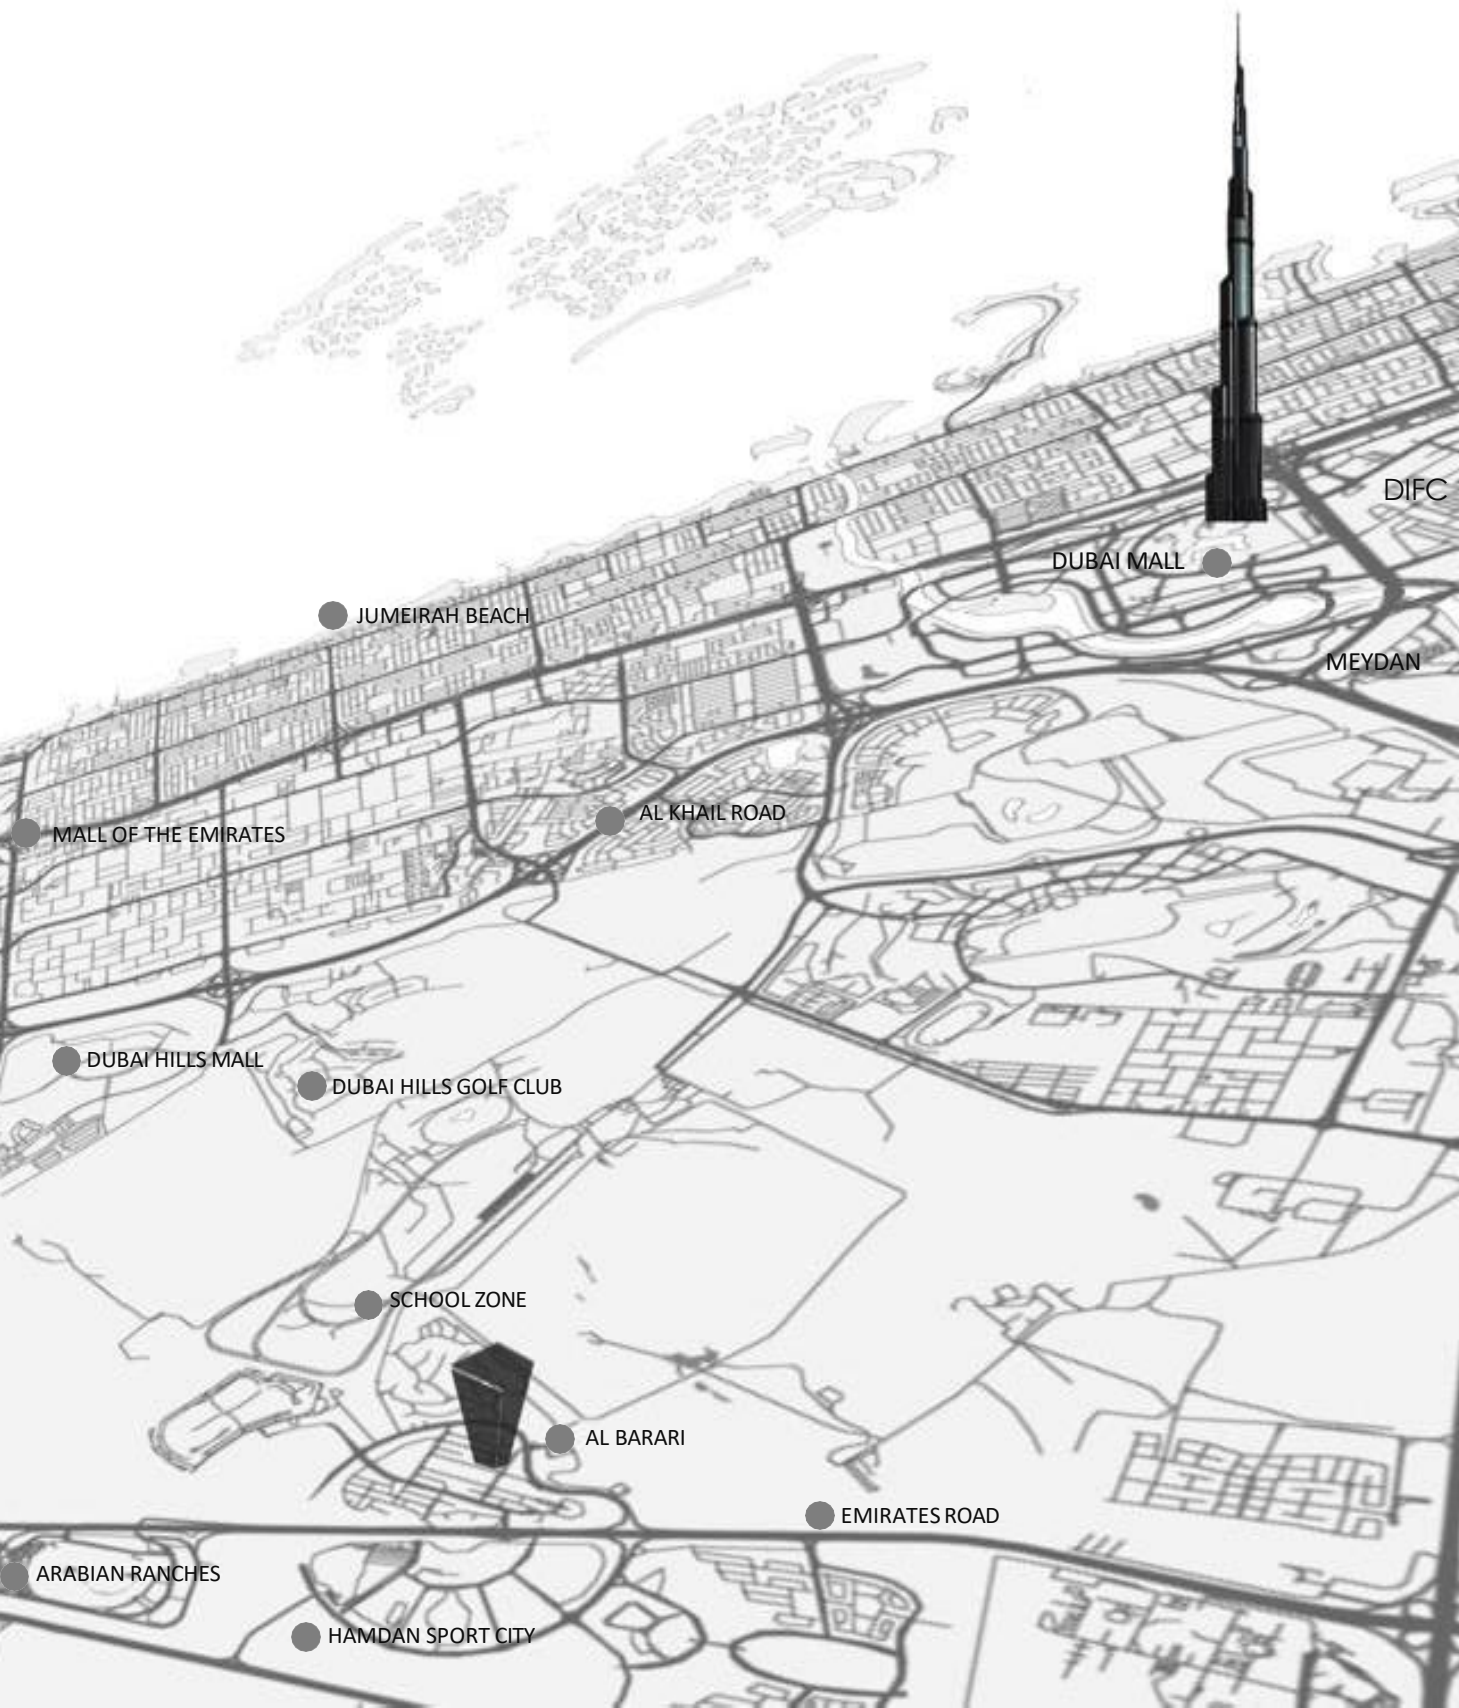 DIFC
DUBAI MALL
JUMEIRAH BEACH
MEYDAN
AL KHAIL ROAD
MALL OF THE EMIRATES
DUBAI HILLS MALL
DUBAI HILLS GOLF CLUB
SCHOOL ZONE
AL BARARI
EMIRATES ROAD
ARABIAN RANCHES
HAMDAN SPORT CITY